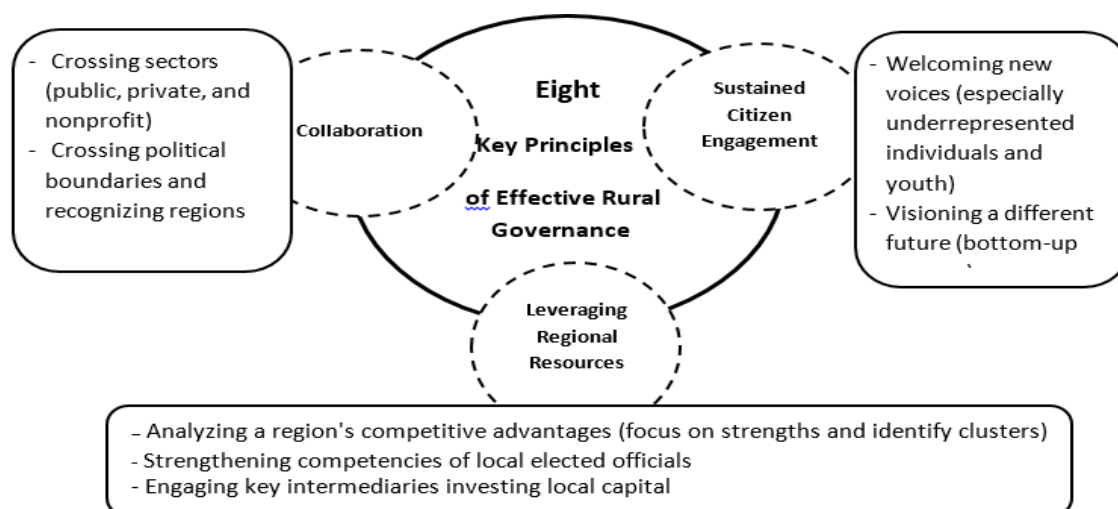 - Crossing sectors
(public, private, and
nonprofit)
- Crossing political
boundaries and
recognizing regions
Collaboration
Eight
Key Principles
of Effective Rural
Governance
Sustained
Citizen
Engagement
- Welcoming new
voices (especially
underrepresented
individuals and
youth)
- Visioning a different
future (bottom-up
Leveraging
Regional
Resources
- Analyzing a region's competitive advantages (focus on strengths and identify clusters)
- Strengthening competencies of local elected officials
- Engaging key intermediaries investing local capital